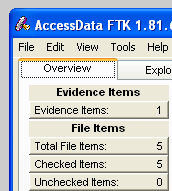 AccessData FTK 1.81.
File Edit View Tools Help
Overview Explo
Evidence Items
Evidence Items: 1
File Items
Total File Items: 5
Checked Items: 5
Unchecked Items: 0